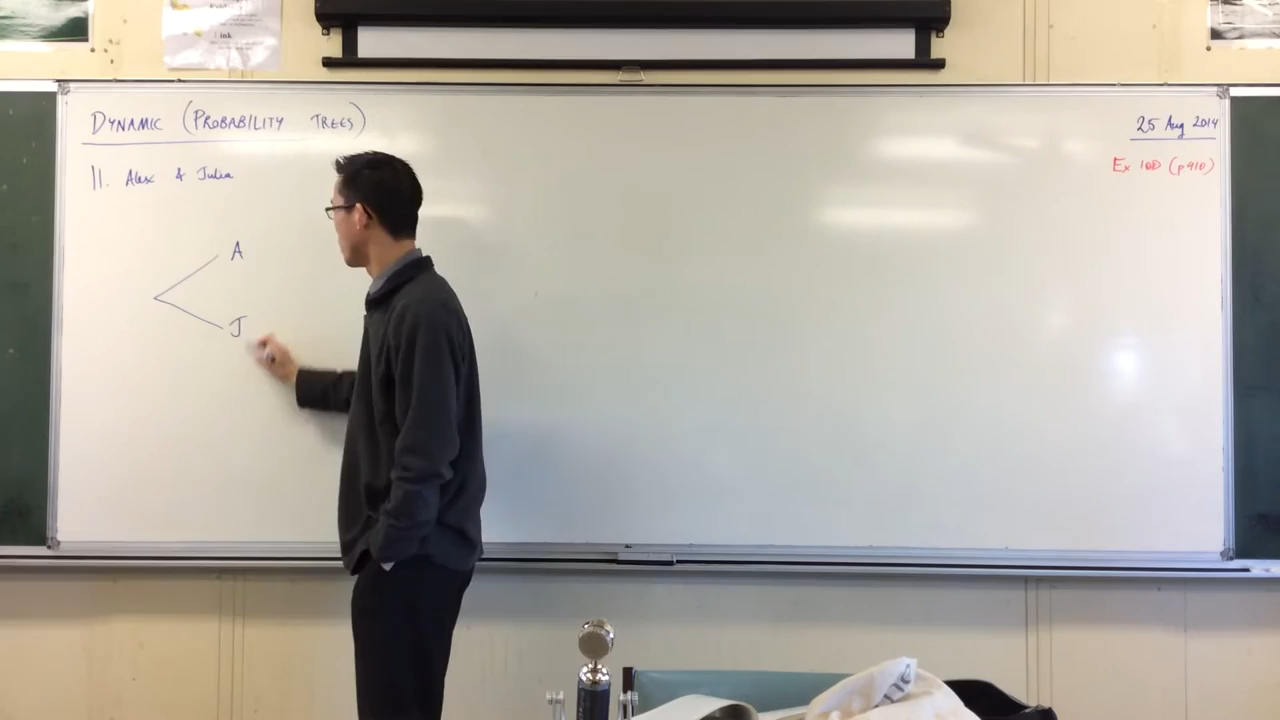 DYNAMIC (PROBABILITY TREES)
25 Aug 2014
Ex 10D (p410)
11. Alex & Julia
A
J